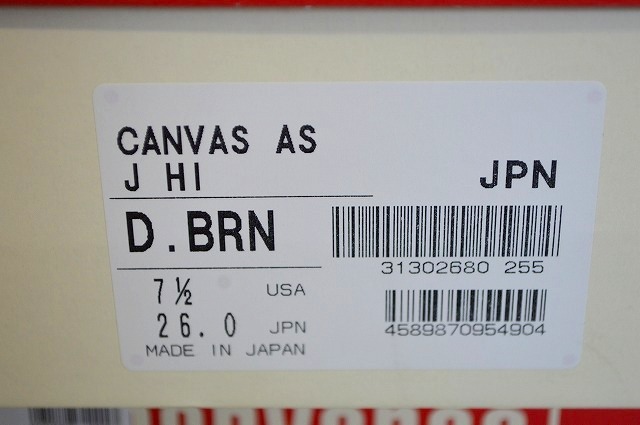 CANVAS AS
J HI
JPN
D.BRN
31302680 255
7½ USA
26.0 JPN
4589870954904
MADE IN JAPAN